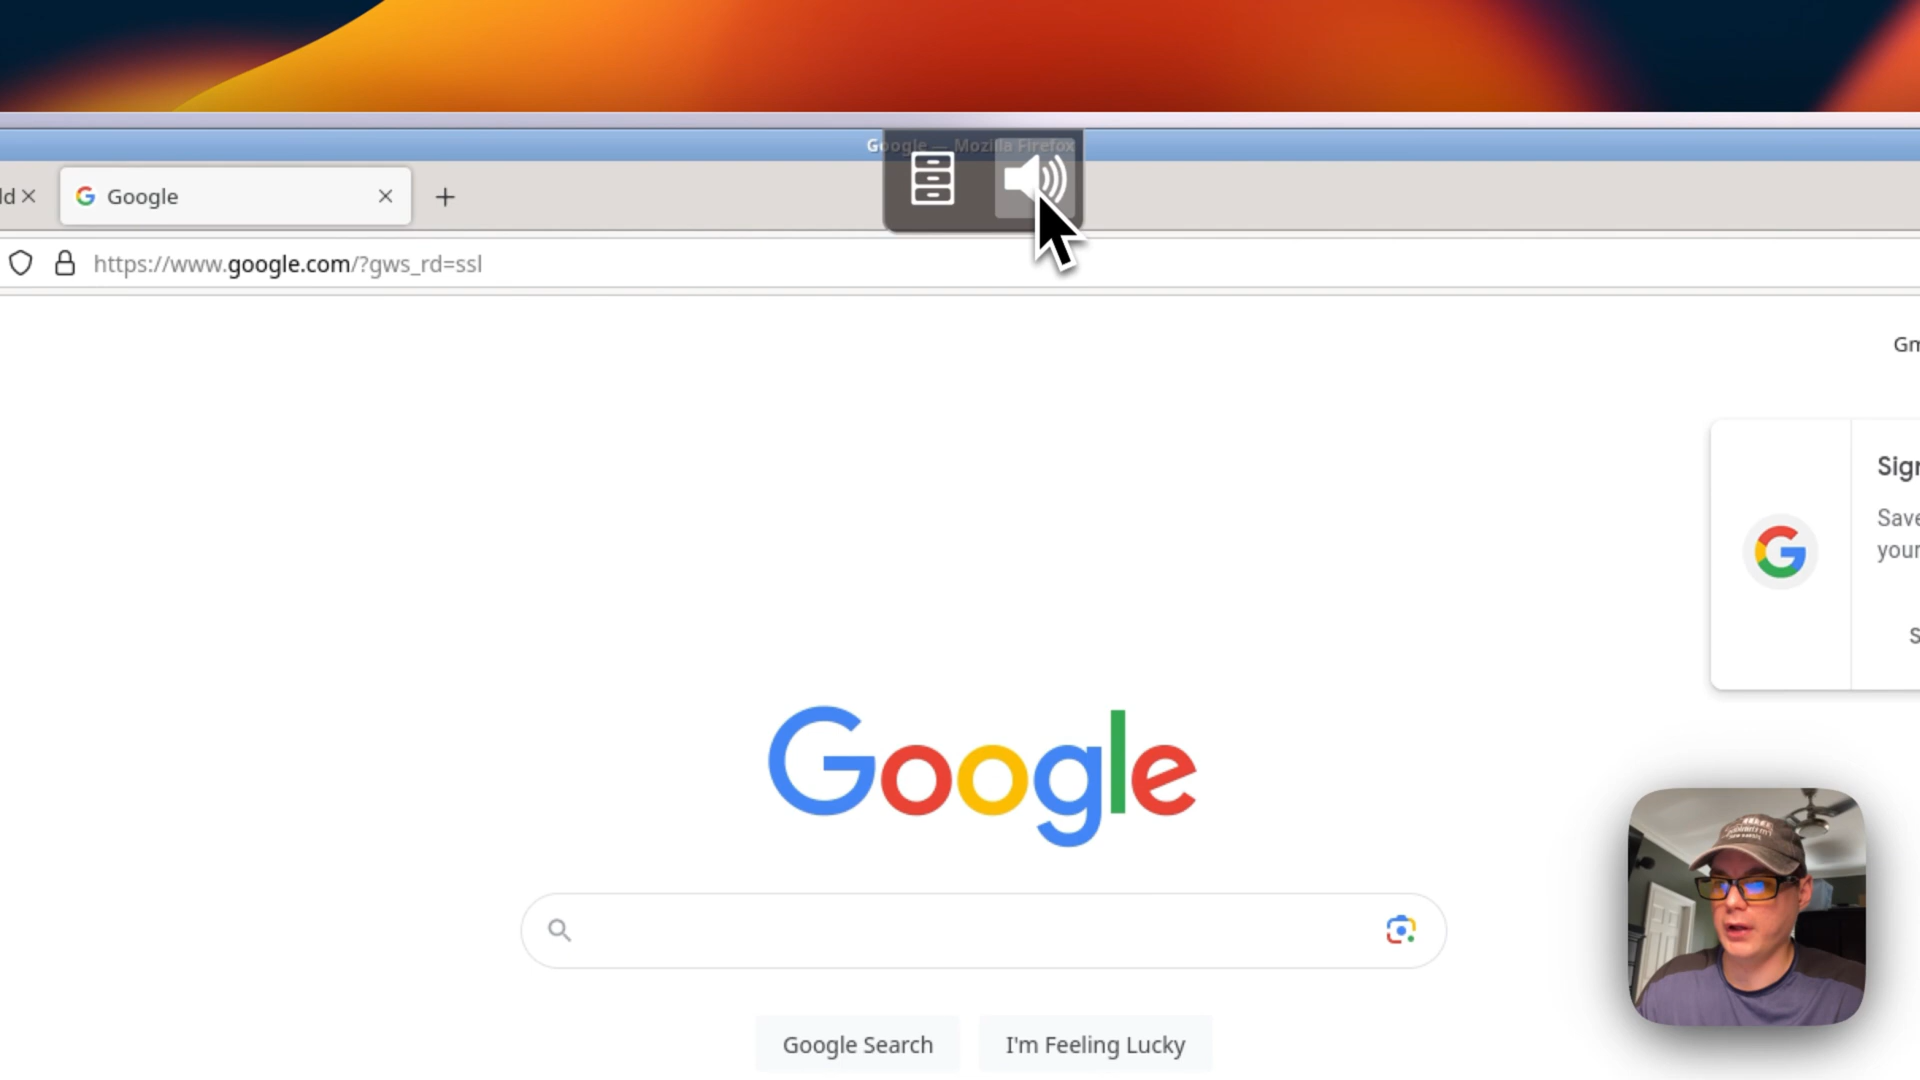 Google — Mozilla Firefox
ld
Google
https://www.google.com/?gws_rd=ssl
Gm
Sign
Save
your
S
Google
Google Search
I'm Feeling Lucky